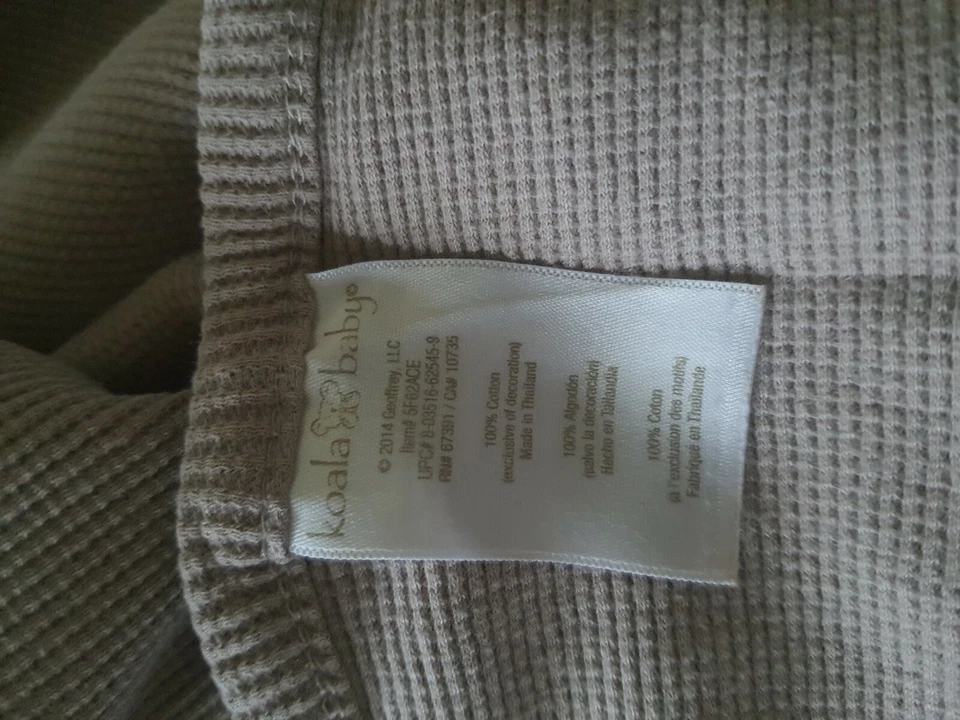 koala baby®
© 2014 Geoffrey, LLC
Item# 5F62ACE
UPC# 8-03516-62545-9
RN# 67391 / CA# 10735
100% Cotton
(exclusive of decoration)
Made in Thailand
100% Algodón
(salvo la decoración)
Hecho en Tailandia
100% Coton
(à l'exclusion des motifs)
Fabriqué en Thaïlande